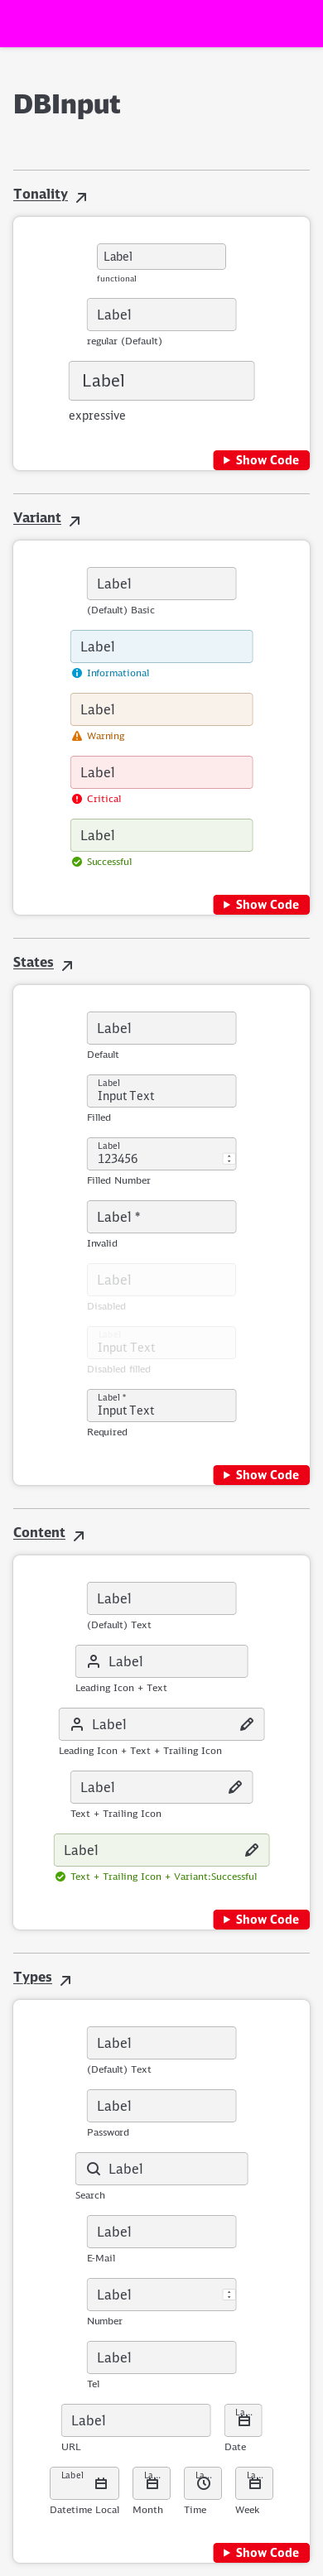 DBInput
Tonality
Label
functional
Label
regular (Default)
Label
expressive
Show Code
Variant
Label
(Default) Basic
Label
Informational
Label
Warning
Label
Critical
Label
Successful
Show Code
States
Label
Default
Label
Input Text
Filled
Label
123456
Filled Number
Label *
Invalid
Label
Disabled
Label
Input Text
Disabled filled
Label *
Input Text
Required
Show Code
Content
Label
(Default) Text
Label
Leading Icon + Text
Label
Leading Icon + Text + Trailing Icon
Label
Text + Trailing Icon
Label
Text + Trailing Icon + Variant:Successful
Show Code
Types
Label
(Default) Text
Label
Password
Label
Search
Label
E-Mail
Label
Number
Label
Tel
Label La...
URL Date
Label La... La... La...
Datetime Local Month Time Week
Show Code